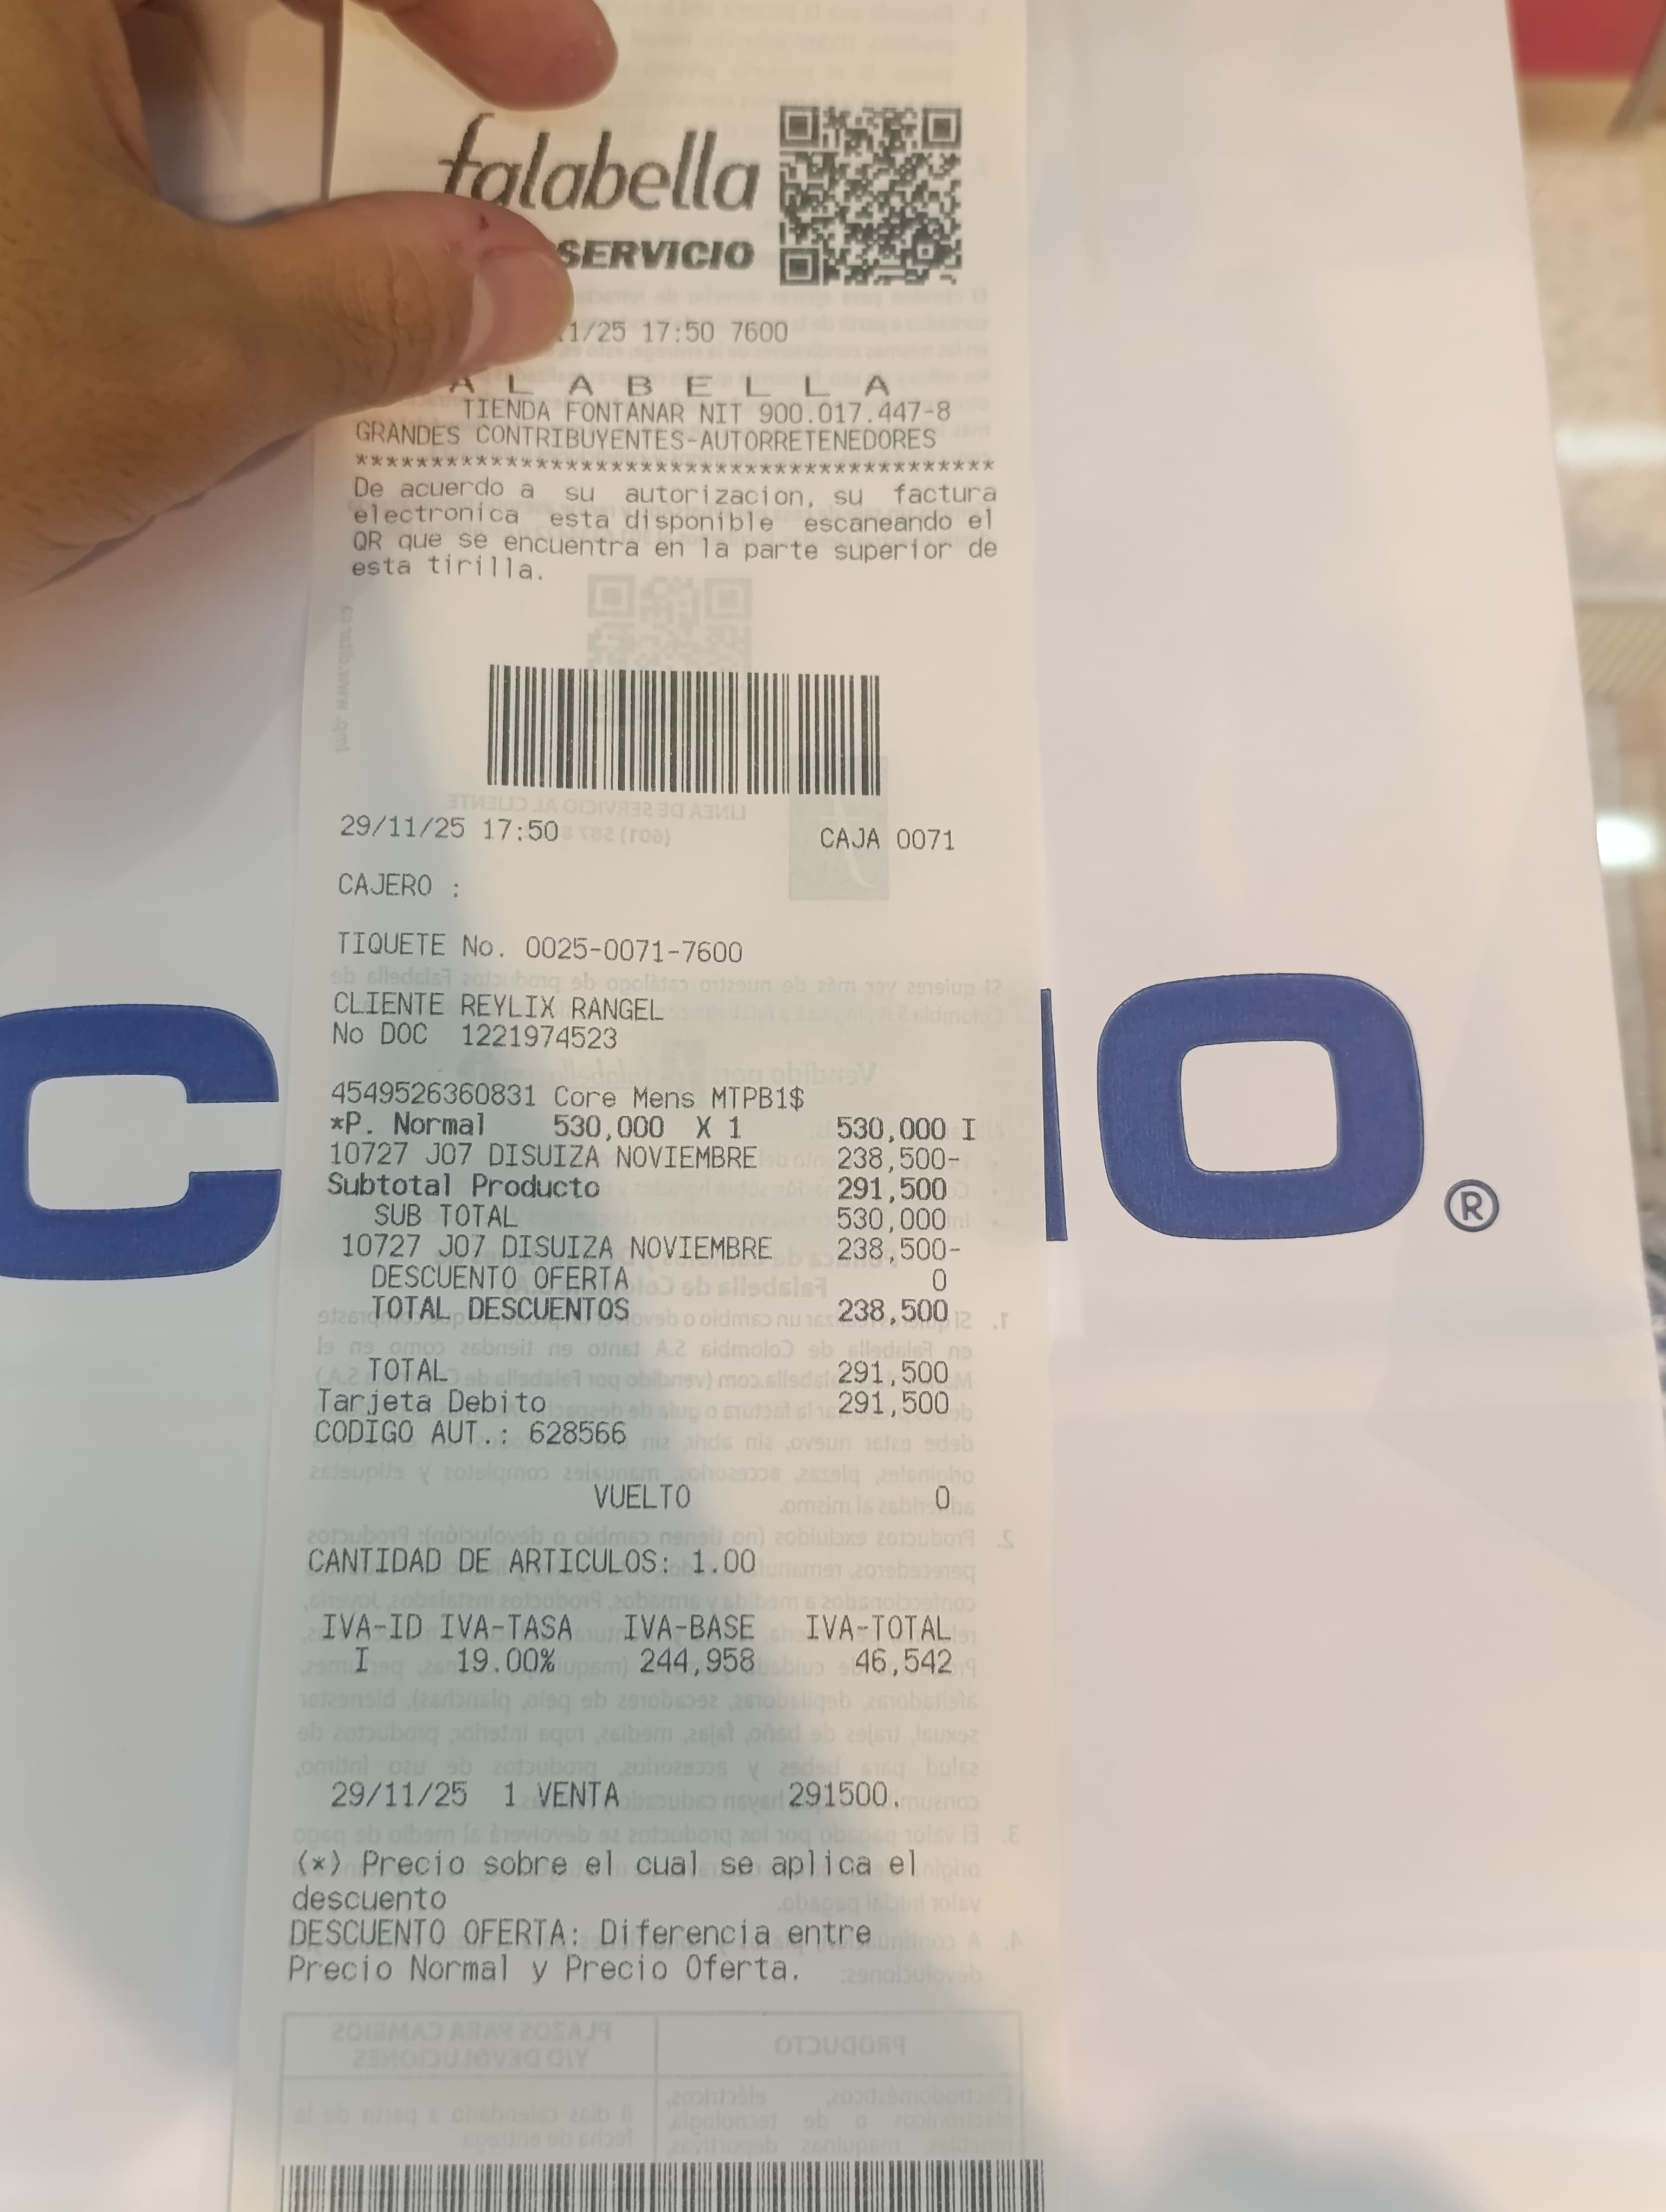 falabella
SERVICIO
1/25 17:50 7600
A L A B E L L A
TIENDA FONTANAR NIT 900.017.447-8
GRANDES CONTRIBUYENTES-AUTORRETENEDORES
*******************************************
De acuerdo a su autorizacion, su factura
electronica esta disponible escaneando el
QR que se encuentra en la parte superior de
esta tirilla.
29/11/25 17:50 CAJA 0071
CAJERO :
TIQUETE No. 0025-0071-7600
CLIENTE REYLIX RANGEL
No DOC 1221974523
4549526360831 Core Mens MTPB1$
*P. Normal 530,000 X 1 530,000 I
10727 J07 DISUIZA NOVIEMBRE 238,500-
Subtotal Producto 291,500
SUB TOTAL 530,000
10727 J07 DISUIZA NOVIEMBRE 238,500-
DESCUENTO OFERTA 0
TOTAL DESCUENTOS 238,500
TOTAL 291,500
Tarjeta Debito 291,500
CODIGO AUT.: 628566
VUELTO 0
CANTIDAD DE ARTICULOS: 1.00
IVA-ID IVA-TASA IVA-BASE IVA-TOTAL
I 19.00% 244,958 46,542
29/11/25 1 VENTA 291500.
(*) Precio sobre el cual se aplica el
descuento
DESCUENTO OFERTA: Diferencia entre
Precio Normal y Precio Oferta.
C IO ®